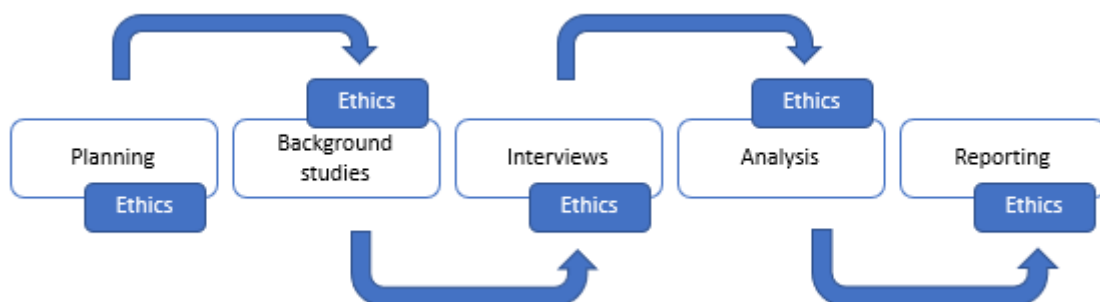 Planning
Ethics
Ethics
Background
studies
Interviews
Ethics
Ethics
Analysis
Reporting
Ethics